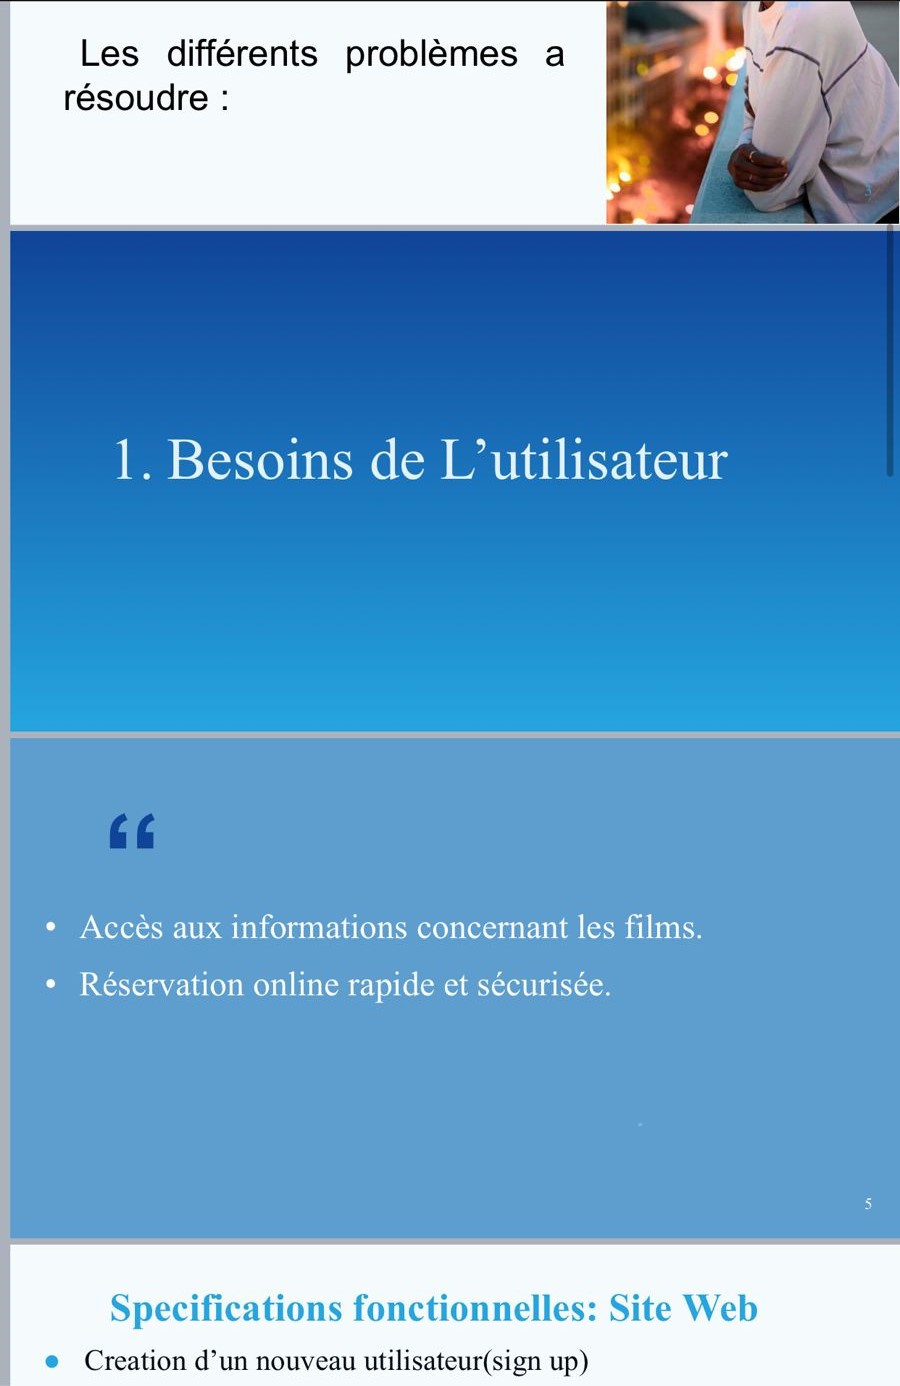 Les différents problèmes a
résoudre :
1. Besoins de L’utilisateur
“
• Accès aux informations concernant les films.
• Réservation online rapide et sécurisée.
5
Specifications fonctionnelles: Site Web
• Creation d’un nouveau utilisateur(sign up)